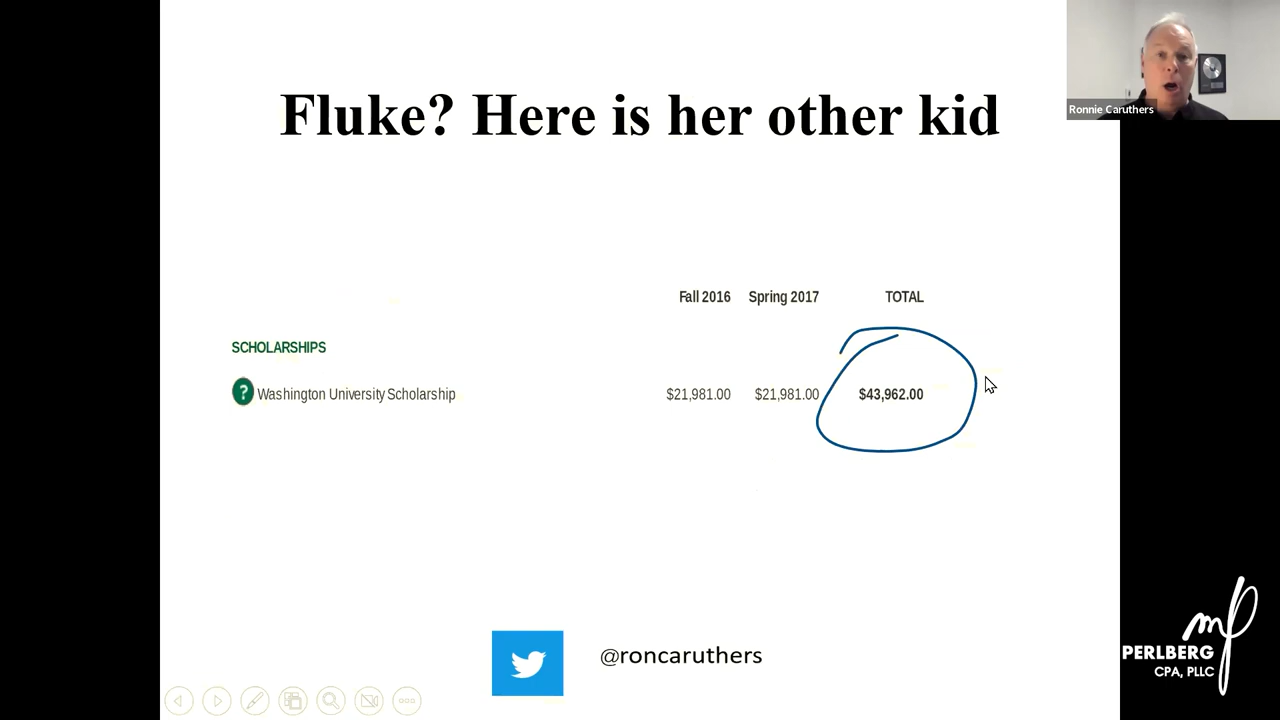 Fluke? Here is her other kid
Ronnie Caruthers
Fall 2016 Spring 2017 TOTAL
SCHOLARSHIPS
? Washington University Scholarship $21,981.00 $21,981.00 $43,962.00
@roncaruthers
mp
PERLBERG
CPA, PLLC